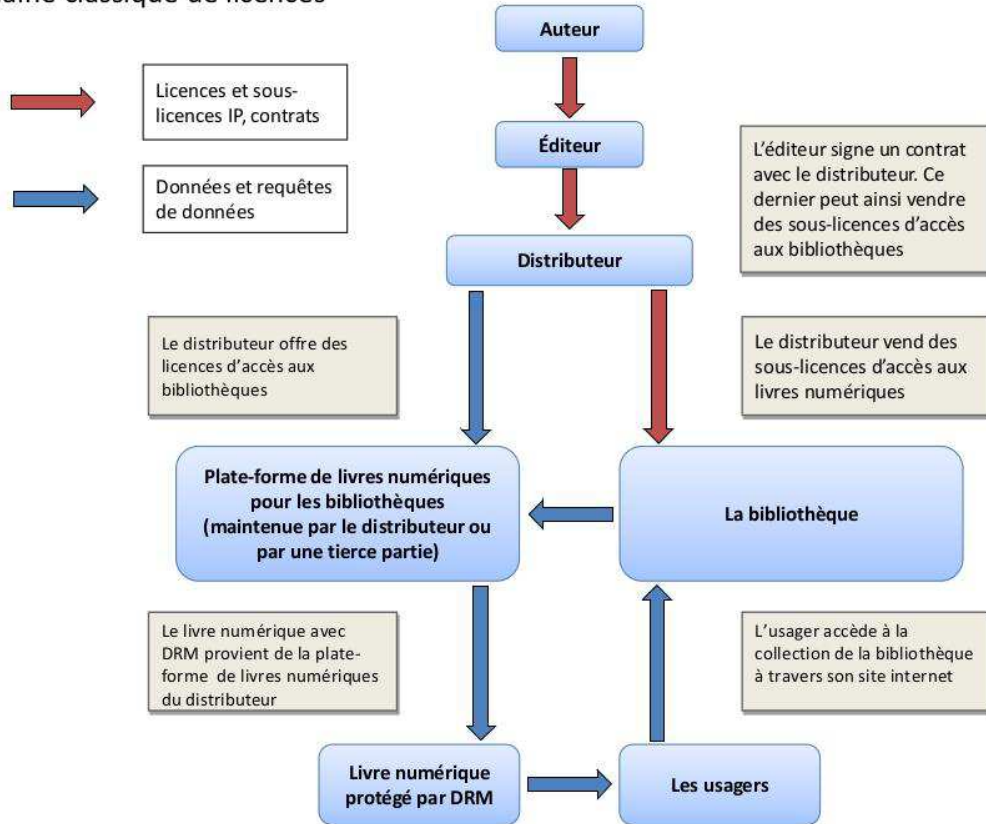 classique de licences
Auteur
Licences et sous-
licences IP, contrats
Éditeur
L'éditeur signe un contrat
avec le distributeur. Ce
dernier peut ainsi vendre
des sous-licences d'accès
aux bibliothèques
Données et requêtes
de données
Distributeur
Le distributeur offre des
licences d'accès aux
bibliothèques
Le distributeur vend des
sous-licences d'accès aux
livres numériques
Plate-forme de livres numériques
pour les bibliothèques
(maintenue par le distributeur ou
par une tierce partie)
La bibliothèque
Le livre numérique avec
DRM provient de la plate-
forme de livres numériques
du distributeur
L'usager accède à la
collection de la bibliothèque
à travers son site internet
Livre numérique
protégé par DRM
Les usagers